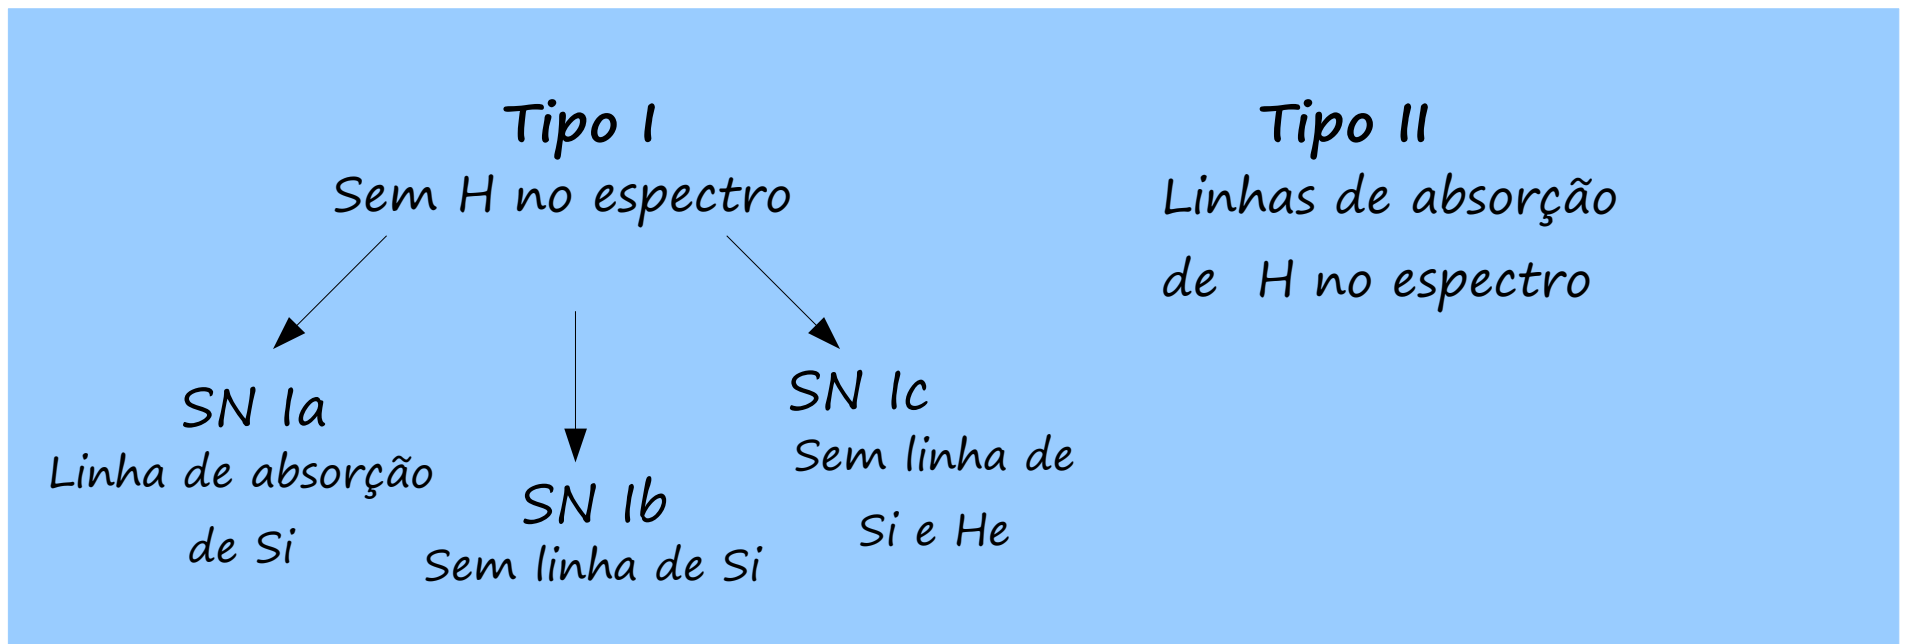 Tipo I
Sem H no espectro
SN Ia
Linha de absorção
de Si
SN Ib
Sem linha de Si
SN Ic
Sem linha de
Si e He
Tipo II
Linhas de absorção
de H no espectro